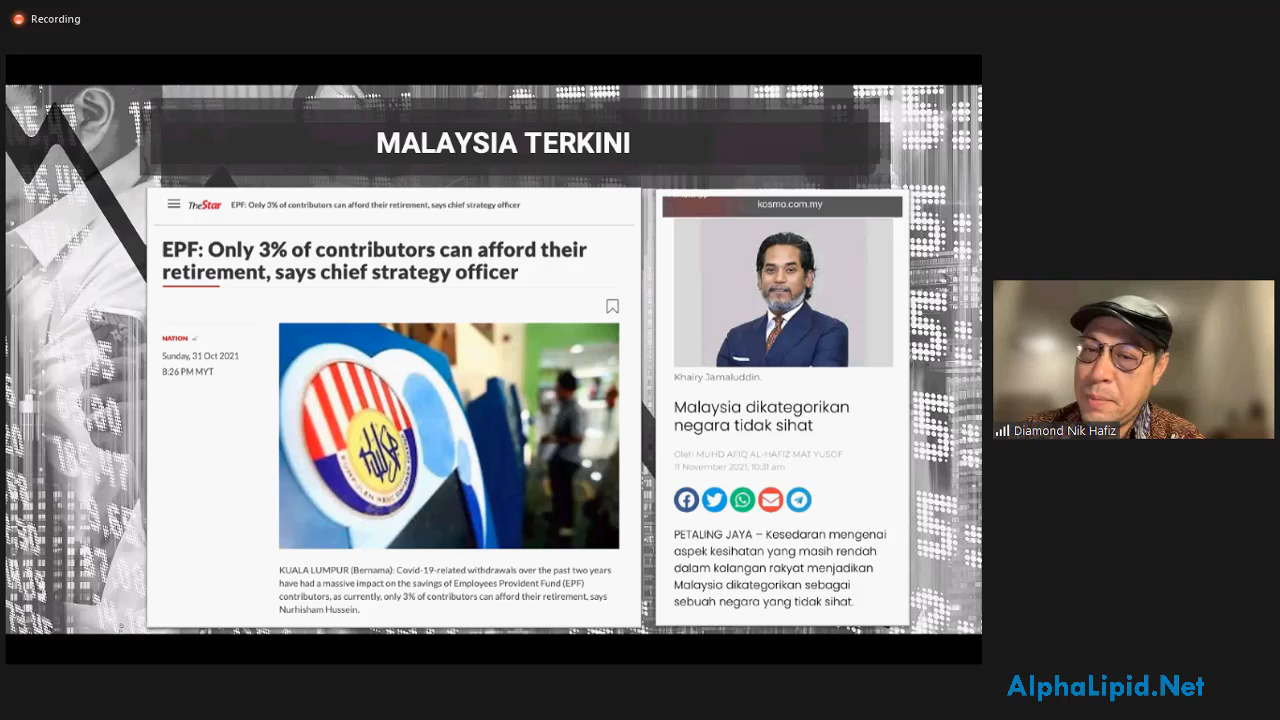 Recording
MALAYSIA TERKINI
TheStar EPF: Only 3% of contributors can afford their retirement, says chief strategy officer
EPF: Only 3% of contributors can afford their
retirement, says chief strategy officer
NATION
Sunday, 31 Oct 2021
8:26 PM MYT
KUALA LUMPUR (Bernama): Covid-19-related withdrawals over the past two years
have had a massive impact on the savings of Employees Provident Fund (EPF)
contributors, as currently, only 3% of contributors can afford their retirement, says
Nurhisham Hussein.
kosmo.com.my
Khairy Jamaluddin.
Malaysia dikategorikan
negara tidak sihat
Oleh MUHD AFIQ AL-HAFIZ MAT YUSOF
11 November 2021, 10:31 am
PETALING JAYA – Kesedaran mengenai
aspek kesihatan yang masih rendah
dalam kalangan rakyat menjadikan
Malaysia dikategorikan sebagai
sebuah negara yang tidak sihat.
Diamond Nik Hafiz
AlphaLipid.Net